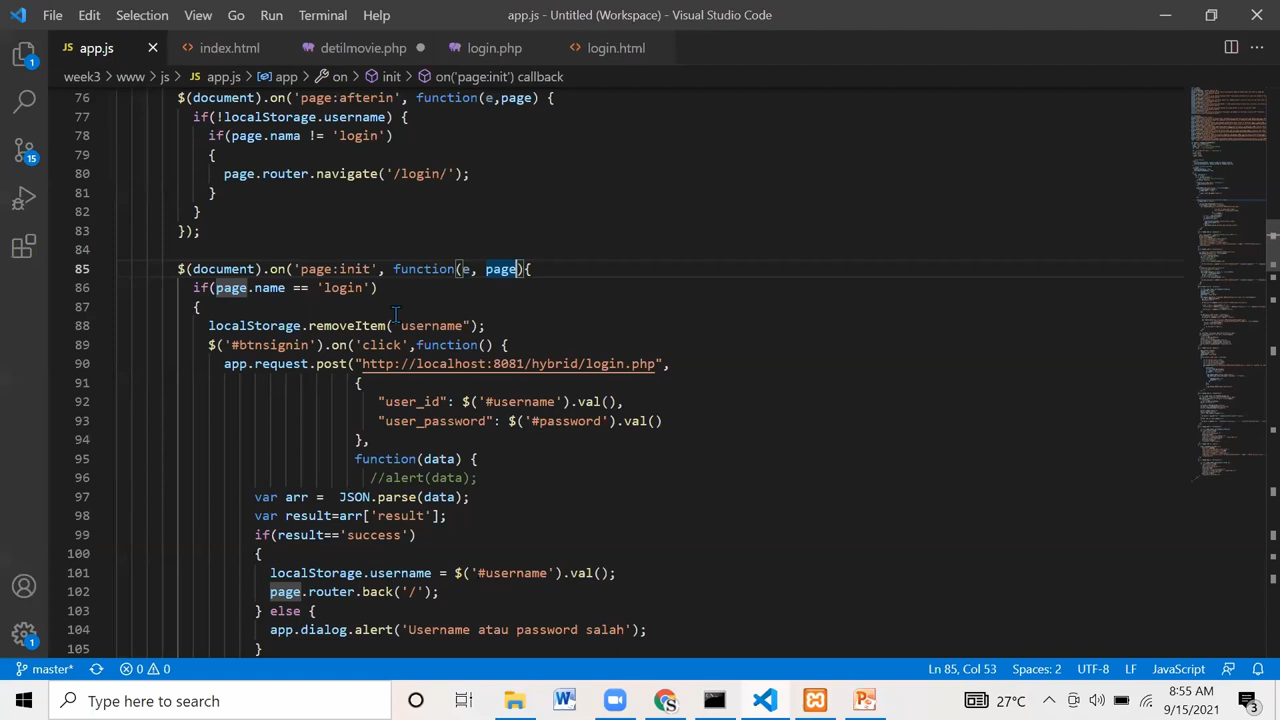 File Edit Selection View Go Run Terminal Help app.js - Untitled (Workspace) - Visual Studio Code
JS app.js index.html detilmovie.php login.php login.html
week3 > www > js > JS app.js > app > on > init > on('page:init') callback
76 $(document).on('page:afterin', function(e,page) {
77 if(!localStorage.username) {
78 if(page.nama != 'login')
79 {
80 page.router.navigate('/login/');
81 }
82 }
83 });
84
85 $(document).on('page:init', function(e, page)
86 if(page.name == 'login')
87 {
88 localStorage.removeItem("username");
89 $('#btnsignin').on('click',function() {
90 app.request.post(
91 {
92 "user_id": $('#username').val()
93 "user_password"
94 },
95 function(data) {
96 //alert(data);
97 var arr = JSON.parse(data);
98 var result=arr['result'];
99 if(result=='success')
100 {
101 localStorage.username = $('#username').val();
102 page.router.back('/');
103 } else {
104 app.dialog.alert('Username atau password salah');
105 }
1
15
1
master* 0 0 Ln 85, Col 53 Spaces: 2 UTF-8 LF JavaScript
Type here to search 27°C 8:55 AM
9/15/2021 3